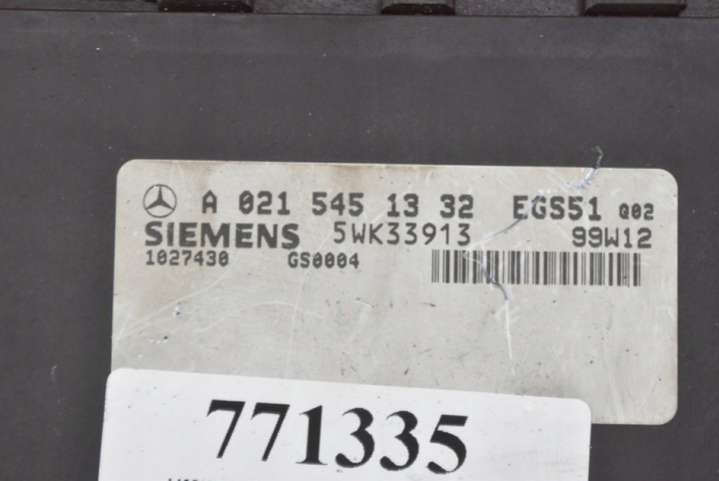 A 021 545 13 32 EGS51 Q02
SIEMENS 5WK33913 99W12
1027430 GS0004
771335